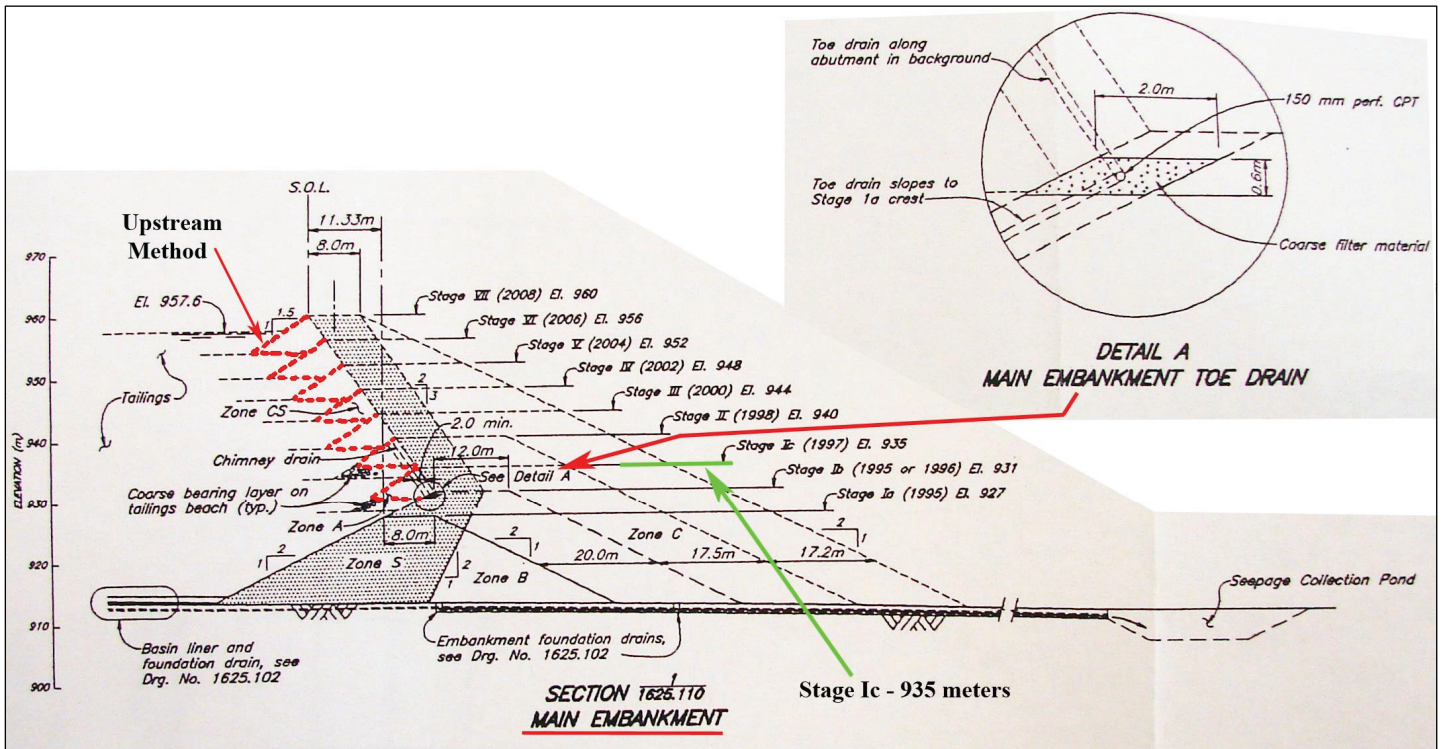 Toe drain along
abutment in background
2.0m
150 mm perf. CPT
Toe drain slopes to
Stage 1a crest
0.6m
Coarse filter material
DETAIL A
MAIN EMBANKMENT TOE DRAIN
S.O.L.
11.33m
8.0m
Upstream
Method
970
960
950
940
930
920
910
900
ELEVATION (m)
El. 957.6
1
1.5
Stage VII (2008) El. 960
Stage VI (2006) El. 956
Stage V (2004) El. 952
Stage IV (2002) El. 948
Stage III (2000) El. 944
Stage II (1998) El. 940
Stage Ic (1997) El. 935
Stage Ib (1995 or 1996) El. 931
Stage Ia (1995) El. 927
Tailings
Zone CS
2
3
2.0 min.
Chimney drain
12.0m
See Detail A
Coarse bearing layer on
tailings beach (typ.)
Zone A
8.0m
Zone C
2
1
2
1
2
1
Zone S
2
1
Zone B
20.0m
17.5m
17.2m
Seepage Collection Pond
Basin liner and
foundation drain, see
Drg. No. 1625.102
Embankment foundation drains,
see Drg. No. 1625.102
Stage Ic - 935 meters
SECTION 1
1625.110
MAIN EMBANKMENT